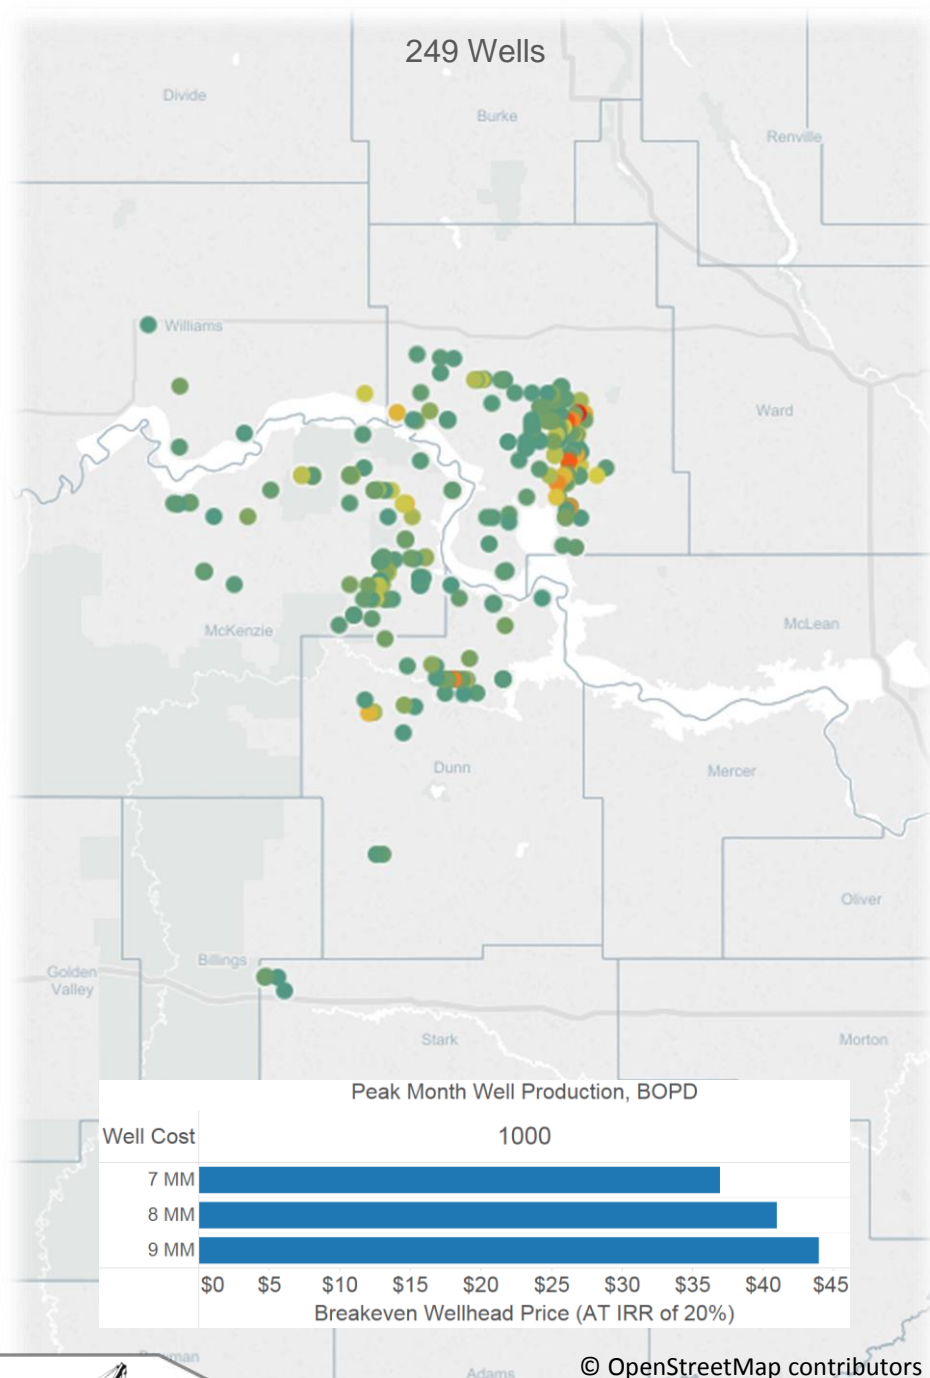 249 Wells
Divide
Burke
Renville
Williams
Ward
McKenzie
McLean
Dunn
Mercer
Oliver
Billings
Golden
Valley
Stark
Morton
Peak Month Well Production, BOPD
Well Cost
1000
7 MM
8 MM
9 MM
$0 $5 $10 $15 $20 $25 $30 $35 $40 $45
Breakeven Wellhead Price (AT IRR of 20%)
Adams
© OpenStreetMap contributors